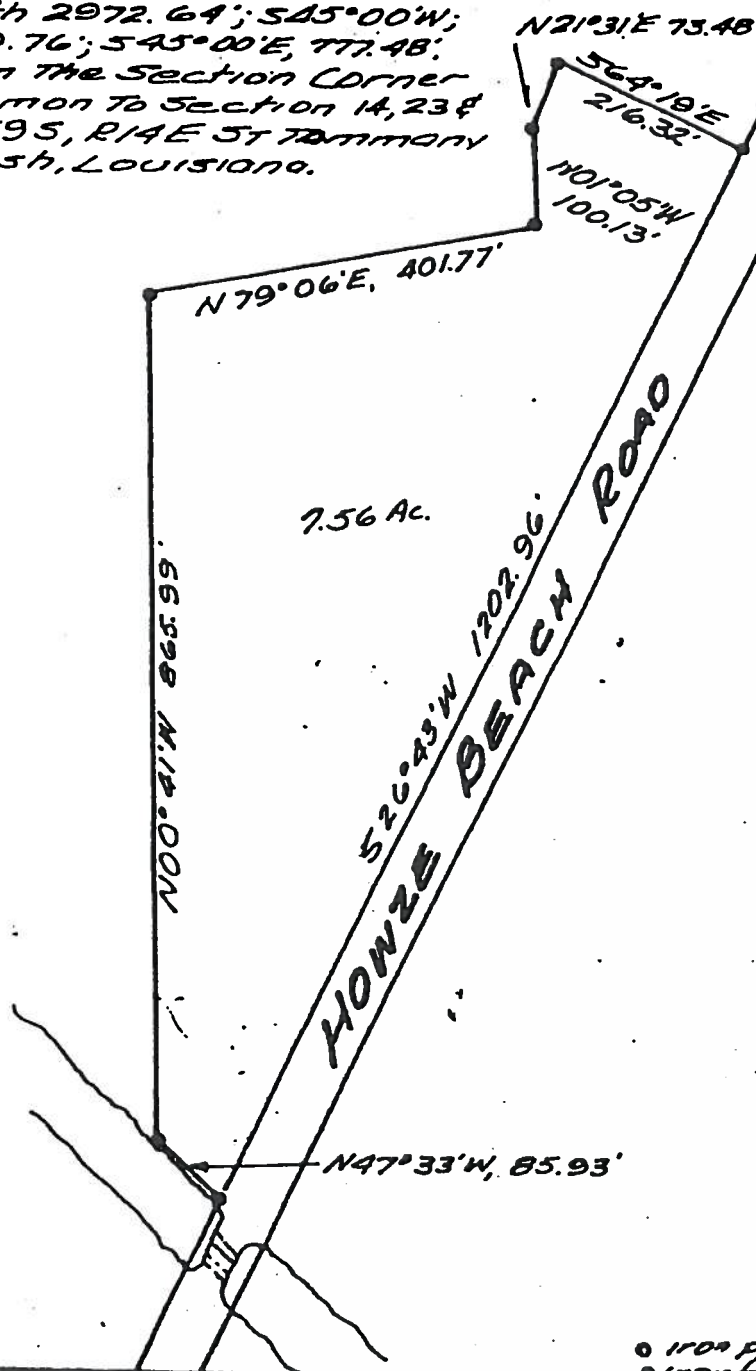 th 2972.64'; S45°00'W;
.76'; S45°00'E, 777.48'.
The Section Corner
mon To Section 14, 23 &
9S, R14E ST Tammany
sh, Louisiana.
N21°31'E 73.48
S64°19'E
216.32'
N01°05'W
100.13'
N79°06'E, 401.77'
7.56 Ac.
N00°41'W 865.99'
S26°43'W 1202.96'
HOWZE BEACH ROAD
N47°33'W, 85.93'